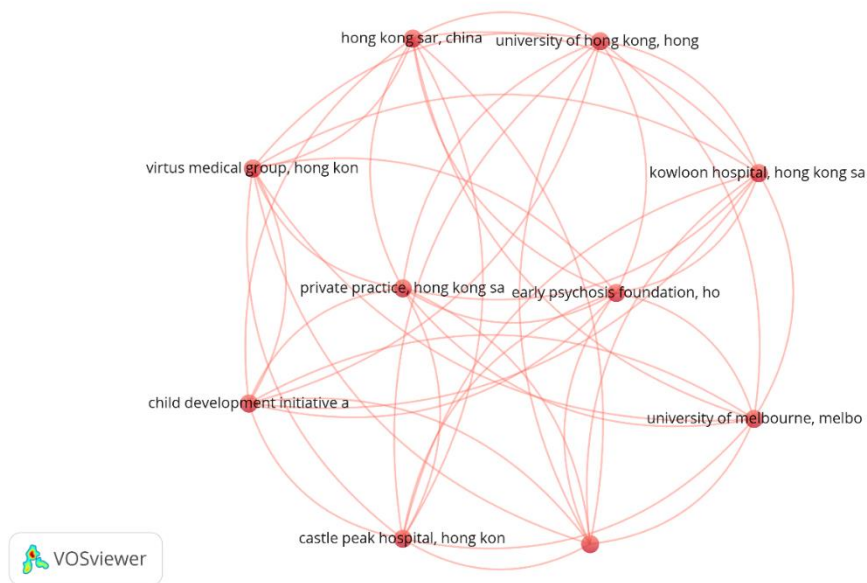 hong kong sar, china
university of hong kong, hong
virtus medical group, hong kon
kowloon hospital, hong kong sa
private practice, hong kong sa
early psychosis foundation, ho
child development initiative a
university of melbourne, melbo
castle peak hospital, hong kon
VOSviewer